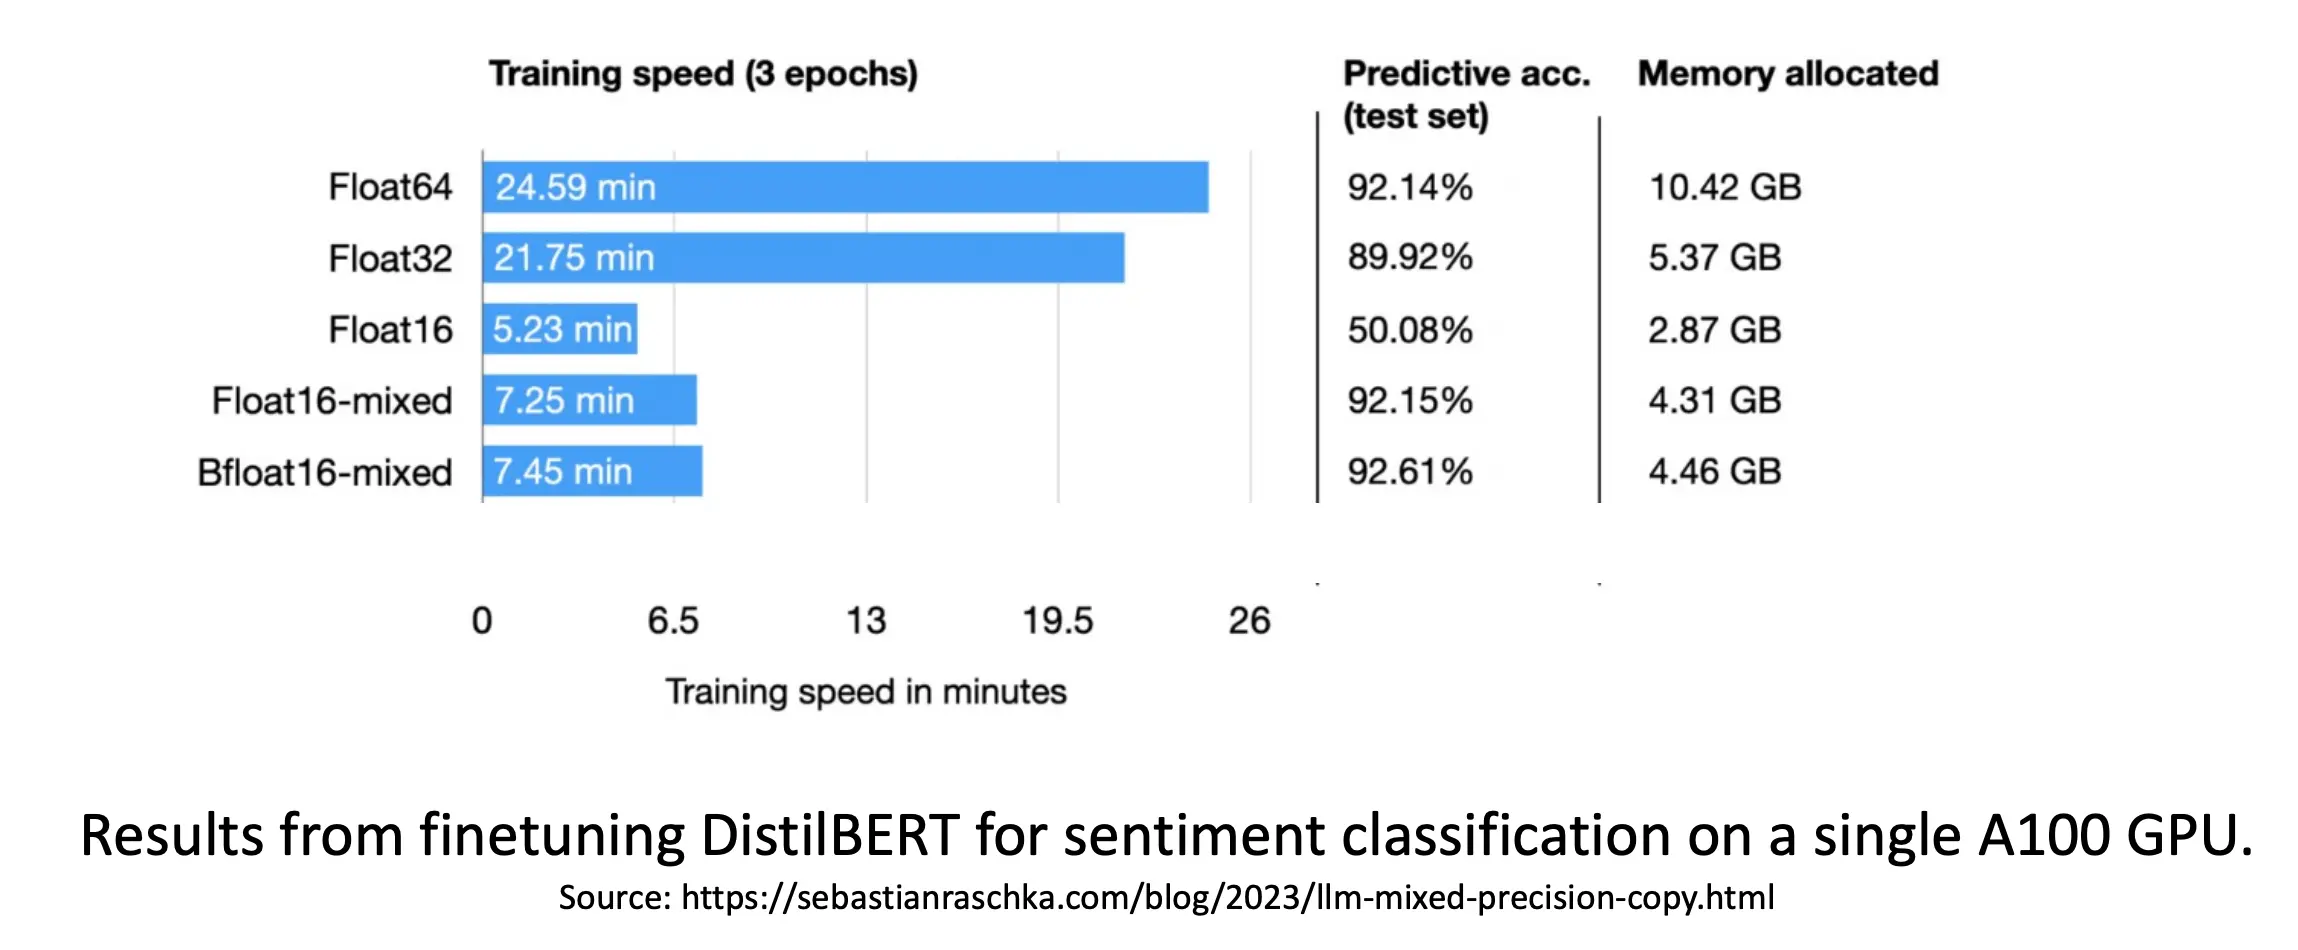 Training speed (3 epochs)
Predictive acc.
(test set)
Memory allocated
Float64 24.59 min 92.14% 10.42 GB
Float32 21.75 min 89.92% 5.37 GB
Float16 5.23 min 50.08% 2.87 GB
Float16-mixed 7.25 min 92.15% 4.31 GB
Bfloat16-mixed 7.45 min 92.61% 4.46 GB
0 6.5 13 19.5 26
Training speed in minutes
Results from finetuning DistilBERT for sentiment classification on a single A100 GPU.
Source: https://sebastianraschka.com/blog/2023/llm-mixed-precision-copy.html